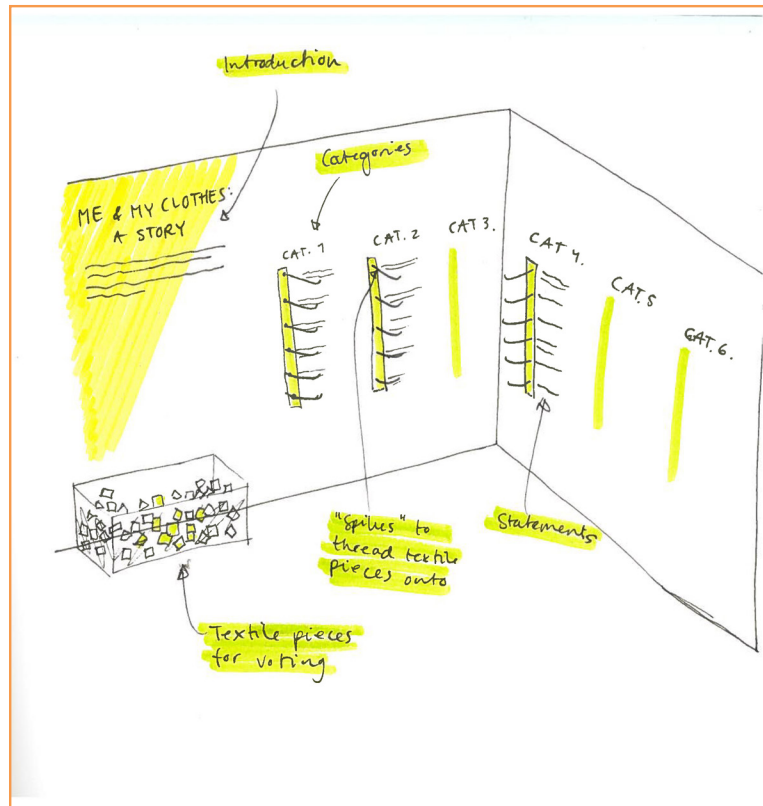 Introduction
Categories
ME & MY CLOTHES:
A STORY
CAT. 1
CAT. 2
CAT 3.
CAT 4.
CAT.5
CAT.6.
"Spikes" to
thread textile
pieces onto
Statements
Textile pieces
for voting